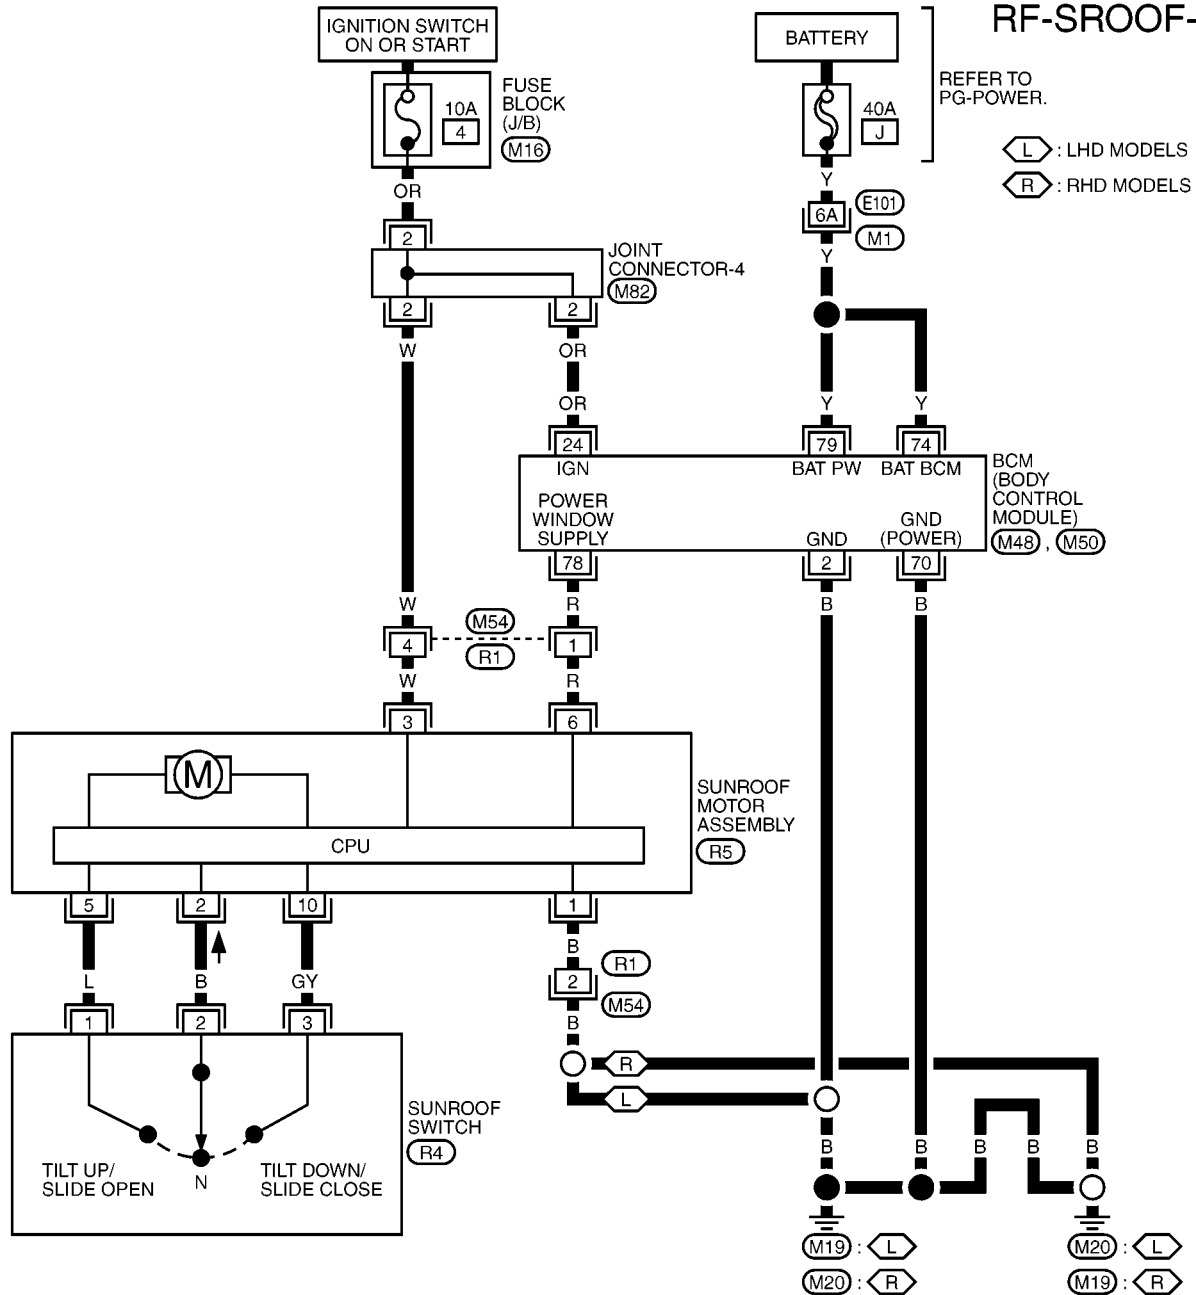 RF-SROOF-
IGNITION SWITCH
ON OR START
BATTERY
REFER TO
PG-POWER.
FUSE
BLOCK
(J/B)
M16
10A
4
40A
J
L : LHD MODELS
R : RHD MODELS
OR
Y
6A
E101
M1
Y
2
JOINT
CONNECTOR-4
M82
2
2
W
OR
OR
Y
Y
24
79
74
IGN
BAT PW
BAT BCM
BCM
(BODY
CONTROL
MODULE)
M48 , M50
POWER
WINDOW
SUPPLY
GND
GND
(POWER)
78
2
70
W
R
B
B
4
M54
R1
1
W
R
3
6
M
CPU
SUNROOF
MOTOR
ASSEMBLY
R5
5
2
10
1
B
L
B
GY
2
R1
M54
B
1
2
3
R
L
SUNROOF
SWITCH
R4
TILT UP/
SLIDE OPEN
N
TILT DOWN/
SLIDE CLOSE
B
B
B
B
B
M19 : L
M20 : R
M20 : L
M19 : R